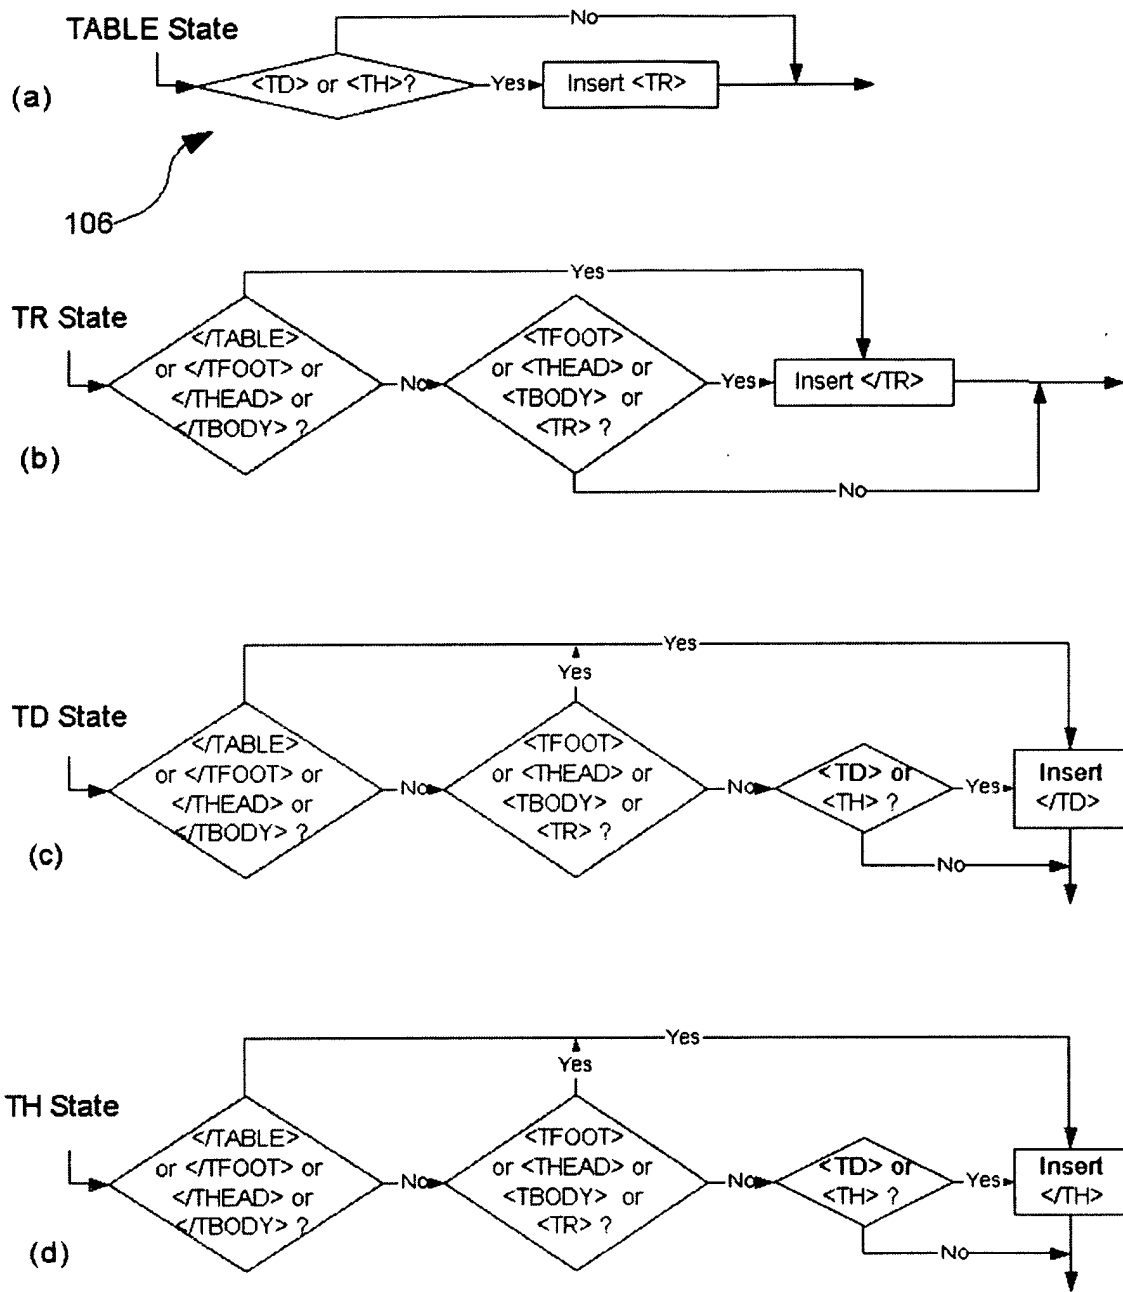 TABLE State
No
<TD> or <TH>?
Yes
Insert <TR>
(a)
106
Yes
TR State
</TABLE>
or </TFOOT> or
</THEAD> or
</TBODY> ?
No
<TFOOT>
or <THEAD> or
<TBODY> or
<TR> ?
Yes
Insert </TR>
(b)
No
Yes
Yes
TD State
</TABLE>
or </TFOOT> or
</THEAD> or
</TBODY> ?
No
<TFOOT>
or <THEAD> or
<TBODY> or
<TR> ?
No
<TD> or
<TH> ?
Yes
Insert
</TD>
(c)
No
Yes
Yes
TH State
</TABLE>
or </TFOOT> or
</THEAD> or
</TBODY> ?
No
<TFOOT>
or <THEAD> or
<TBODY> or
<TR> ?
No
<TD> or
<TH> ?
Yes
Insert
</TH>
(d)
No